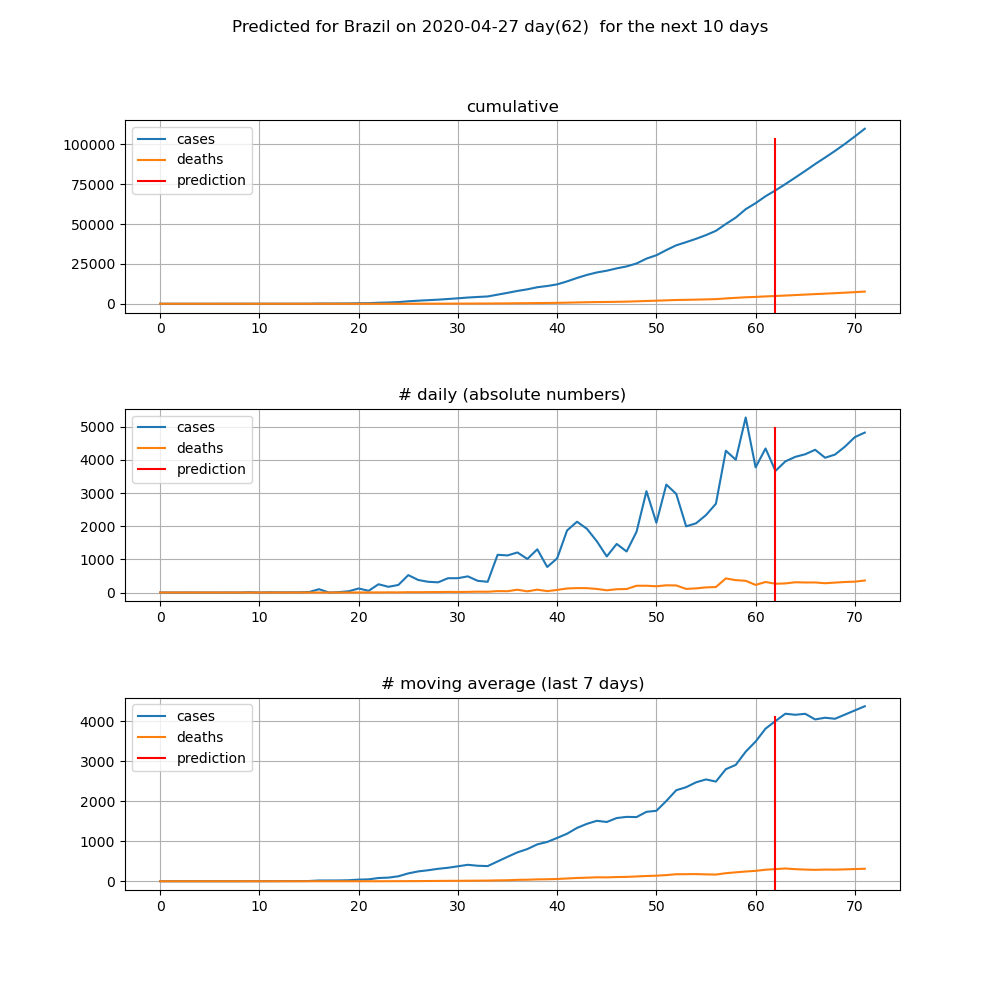 Predicted for Brazil on 2020-04-27 day(62)  for the next 10 days
cumulative
cases
deaths
prediction
100000
75000
50000
25000
0
0 10 20 30 40 50 60 70
# daily (absolute numbers)
cases
deaths
prediction
5000
4000
3000
2000
1000
0
0 10 20 30 40 50 60 70
# moving average (last 7 days)
cases
deaths
prediction
4000
3000
2000
1000
0
0 10 20 30 40 50 60 70